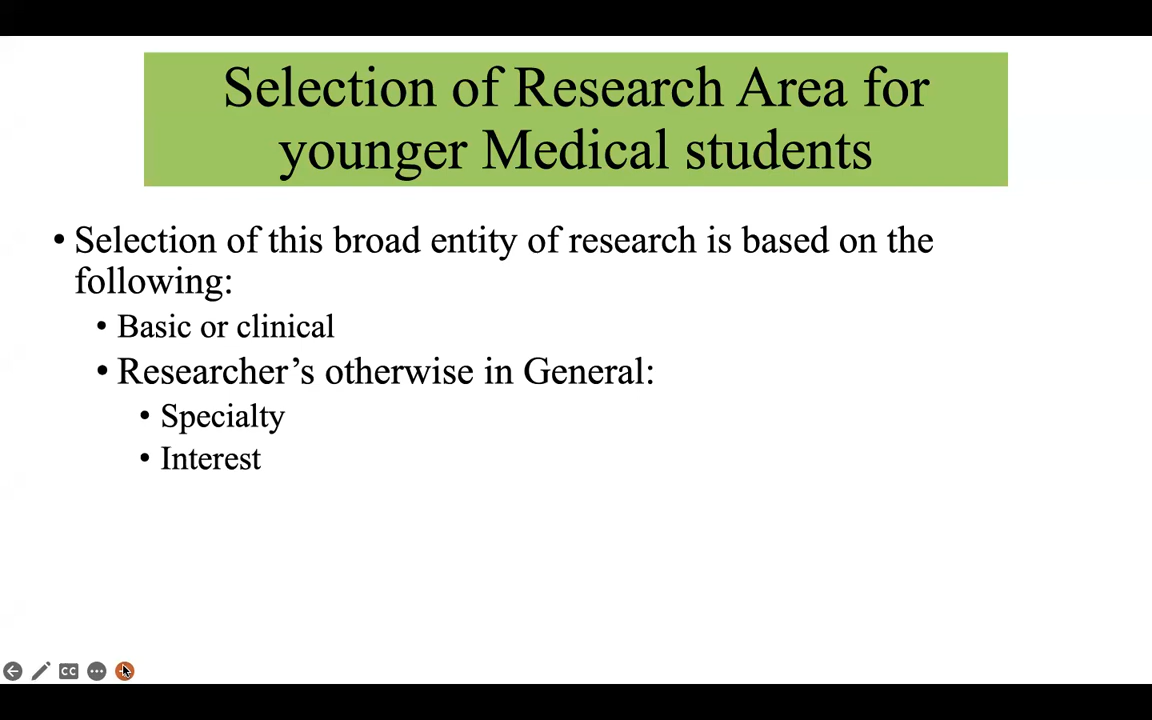 Selection of Research Area for
younger Medical students
• Selection of this broad entity of research is based on the
following:
• Basic or clinical
• Researcher’s otherwise in General:
• Specialty
• Interest
CC